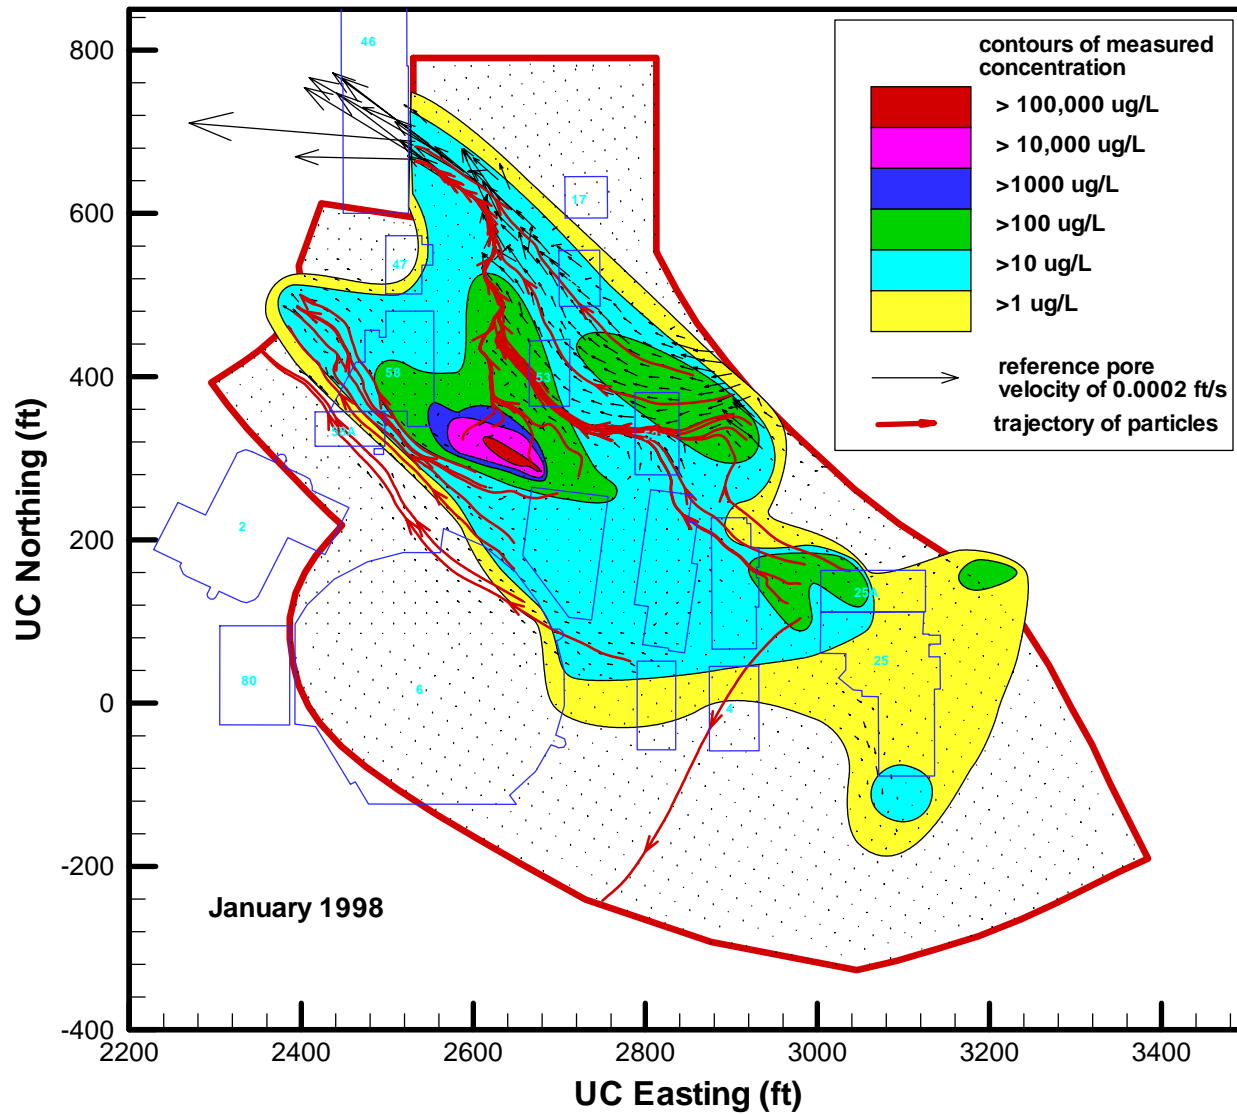 contours of measured
concentration
> 100,000 ug/L
> 10,000 ug/L
>1000 ug/L
>100 ug/L
>10 ug/L
>1 ug/L
reference pore
velocity of 0.0002 ft/s
trajectory of particles
800
600
400
200
0
-200
-400
UC Northing (ft)
46
17
47
58
53
2
25A
25
80
6
4
January 1998
2200
2400
2600
2800
3000
3200
3400
UC Easting (ft)